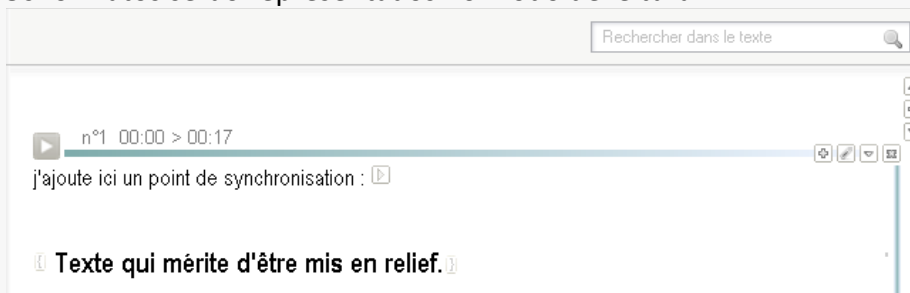 Rechercher dans le texte
n°1 00:00 > 00:17
j'ajoute ici un point de synchronisation :
{ Texte qui mérite d'être mis en relief. }